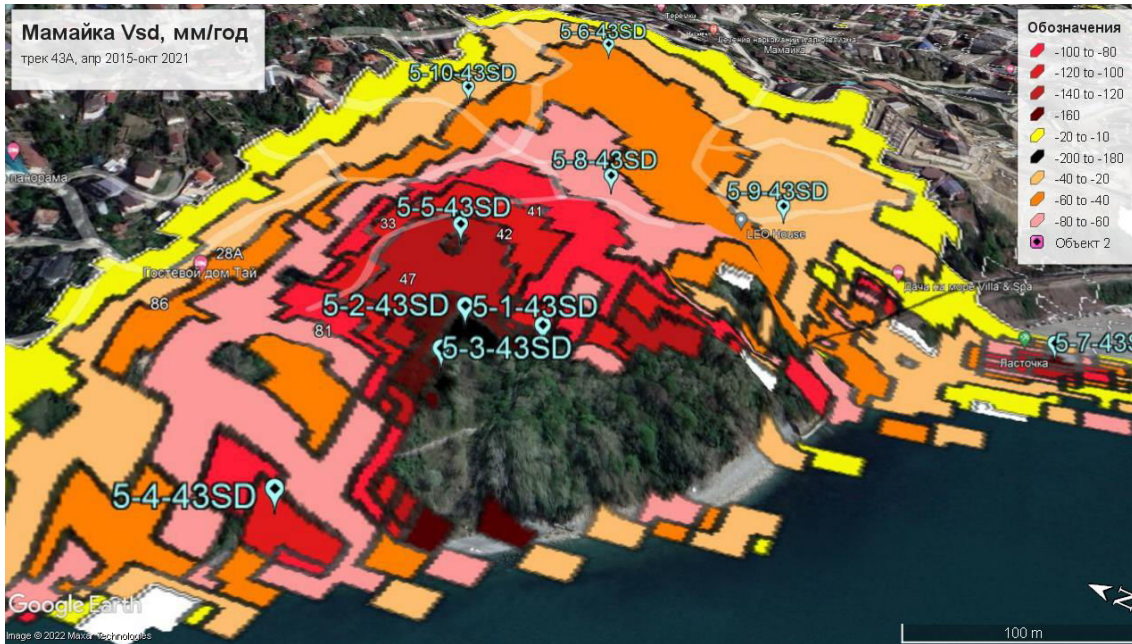 Мамайка Vsd, мм/год
трек 43A, апр 2015-окт 2021
Обозначения
-100 to -80
-120 to -100
-140 to -120
-160
-20 to -10
-200 to -180
-40 to -20
-60 to -40
-80 to -60
Объект 2
5-6-43SD
Мамайка
5-10-43SD
панорама
5-8-43SD
5-9-43SD
LEO House
5-5-43SD
33
41
42
28A
Гостевой дом Тай
47
86
Дача на море Villa & Spa
5-2-43SD
5-1-43SD
81
5-3-43SD
5-7-43S
Ласточка
5-4-43SD
Google Earth
Image © 2022 Maxar Technologies
100 m
N